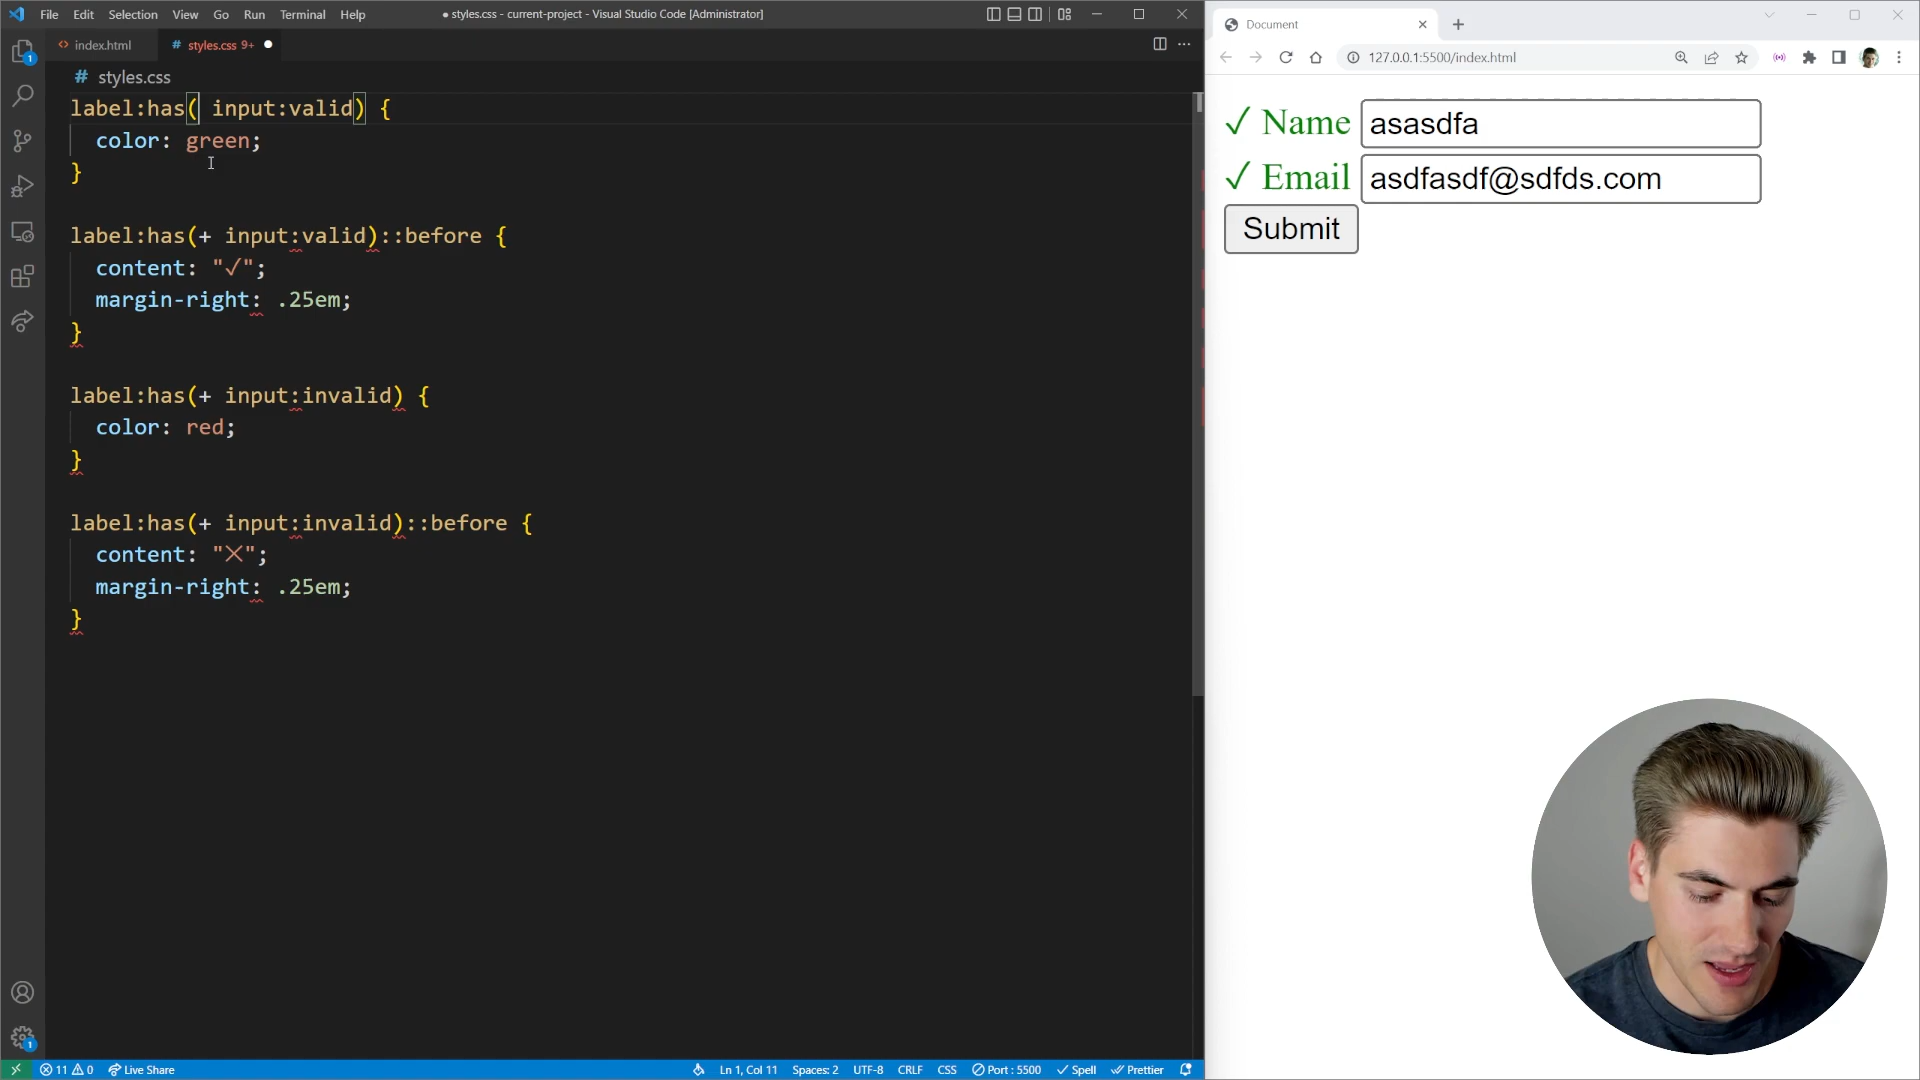 File Edit Selection View Go Run Terminal Help
● styles.css - current-project - Visual Studio Code [Administrator]
index.html
# styles.css 9+ ●
# styles.css
label:has( input:valid) {
color: green;
}
label:has(+ input:valid)::before {
content: "✓";
margin-right: .25em;
}
label:has(+ input:invalid) {
color: red;
}
label:has(+ input:invalid)::before {
content: "✕";
margin-right: .25em;
}
1
1
11 0 Live Share
Ln 1, Col 11 Spaces: 2 UTF-8 CRLF CSS Port : 5500 Spell Prettier
Document
127.0.0.1:5500/index.html
✓ Name asasdfa
✓ Email asdfasdf@sdfds.com
Submit